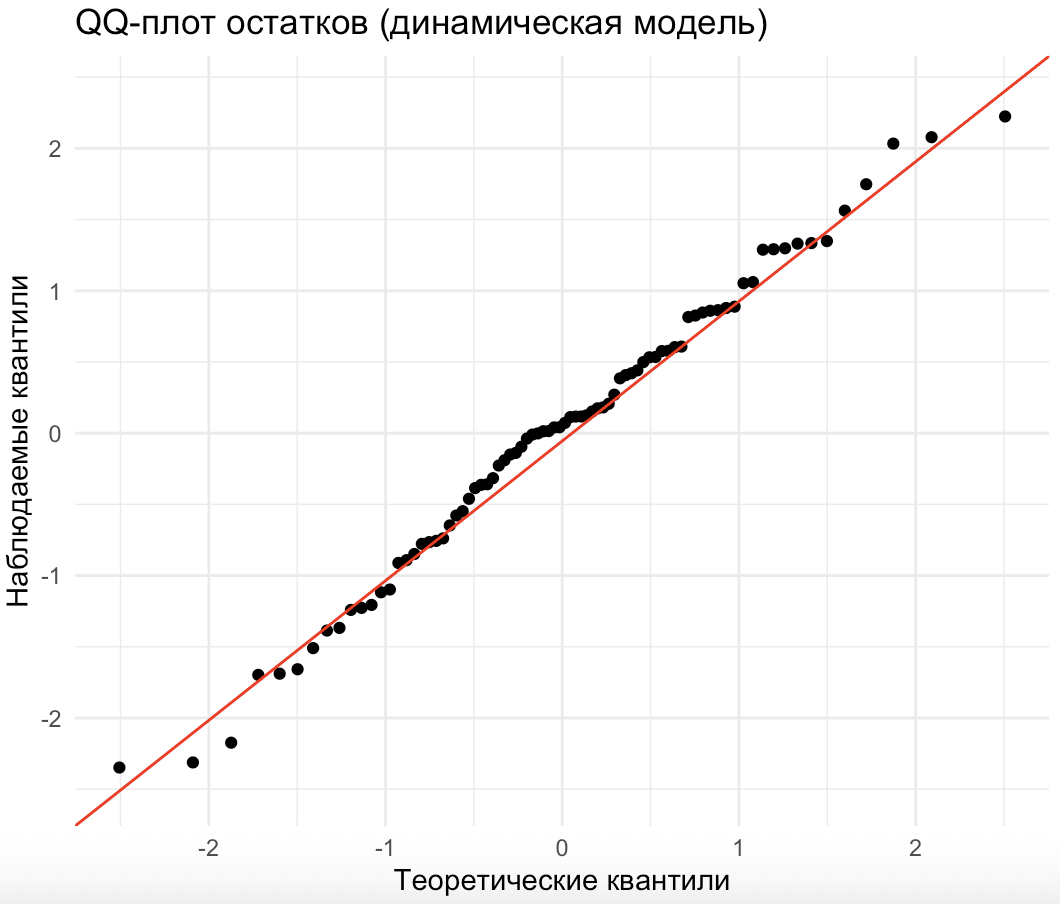 QQ-плот остатков (динамическая модель)
Наблюдаемые квантили
2
1
0
-1
-2
-2 -1 0 1 2
Теоретические квантили